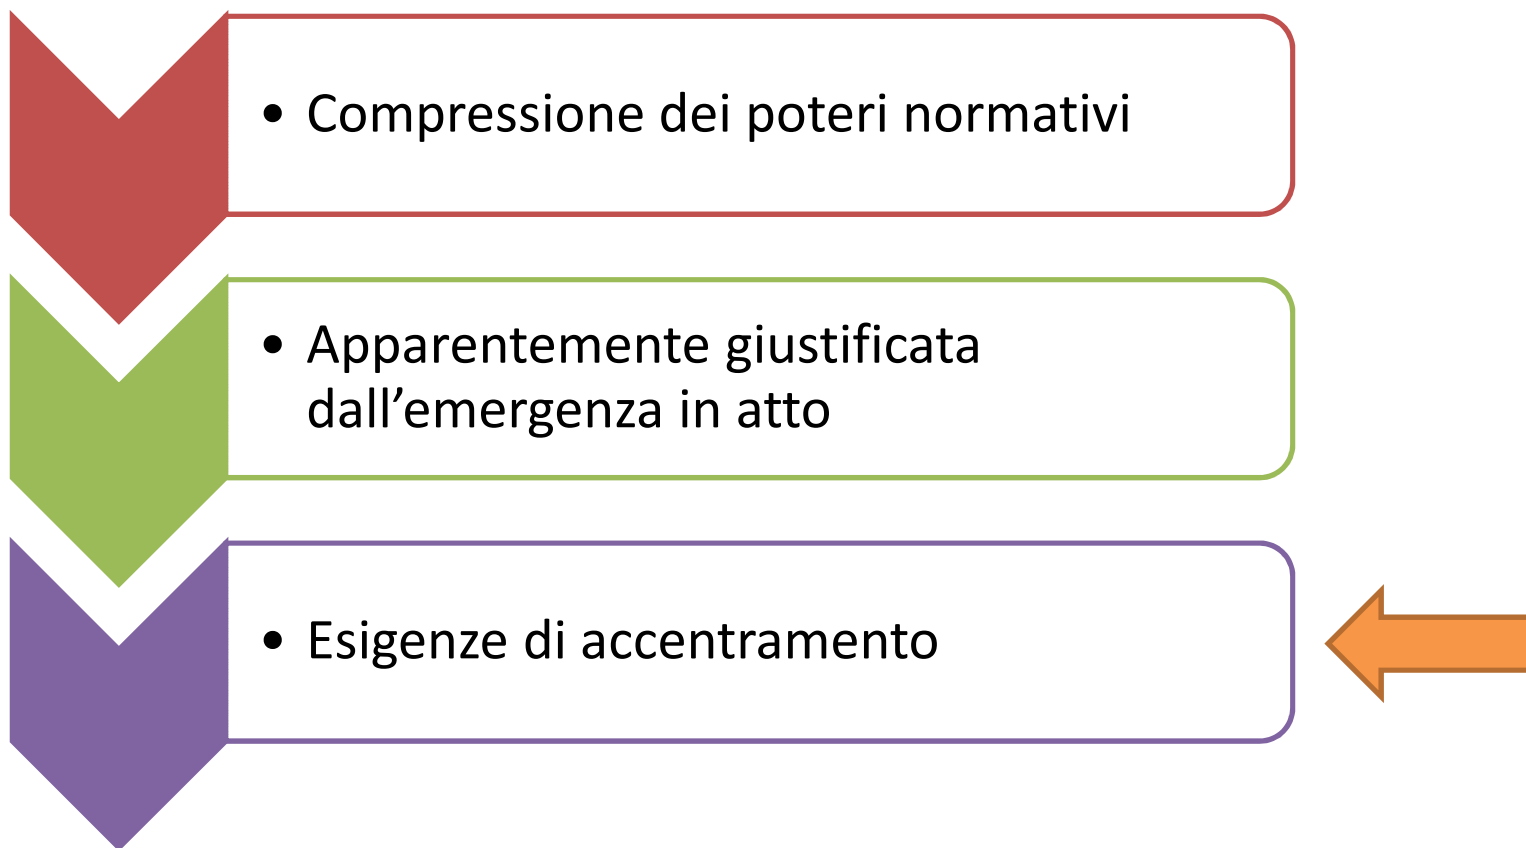 • Compressione dei poteri normativi
• Apparentemente giustificata
dall’emergenza in atto
• Esigenze di accentramento